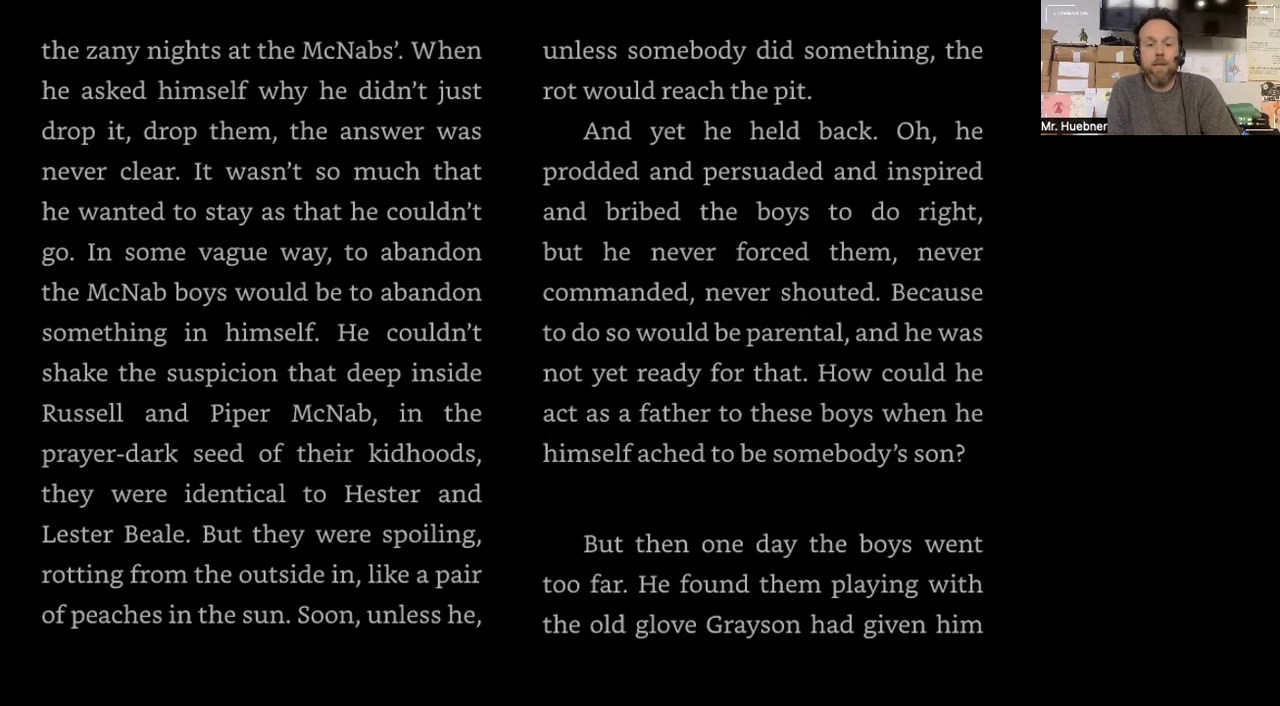 the zany nights at the McNabs’. When
he asked himself why he didn’t just
drop it, drop them, the answer was
never clear. It wasn’t so much that
he wanted to stay as that he couldn’t
go. In some vague way, to abandon
the McNab boys would be to abandon
something in himself. He couldn’t
shake the suspicion that deep inside
Russell and Piper McNab, in the
prayer-dark seed of their kidhoods,
they were identical to Hester and
Lester Beale. But they were spoiling,
rotting from the outside in, like a pair
of peaches in the sun. Soon, unless he,
unless somebody did something, the
rot would reach the pit.
And yet he held back. Oh, he
prodded and persuaded and inspired
and bribed the boys to do right,
but he never forced them, never
commanded, never shouted. Because
to do so would be parental, and he was
not yet ready for that. How could he
act as a father to these boys when he
himself ached to be somebody’s son?
But then one day the boys went
too far. He found them playing with
the old glove Grayson had given him
Mr. Huebner